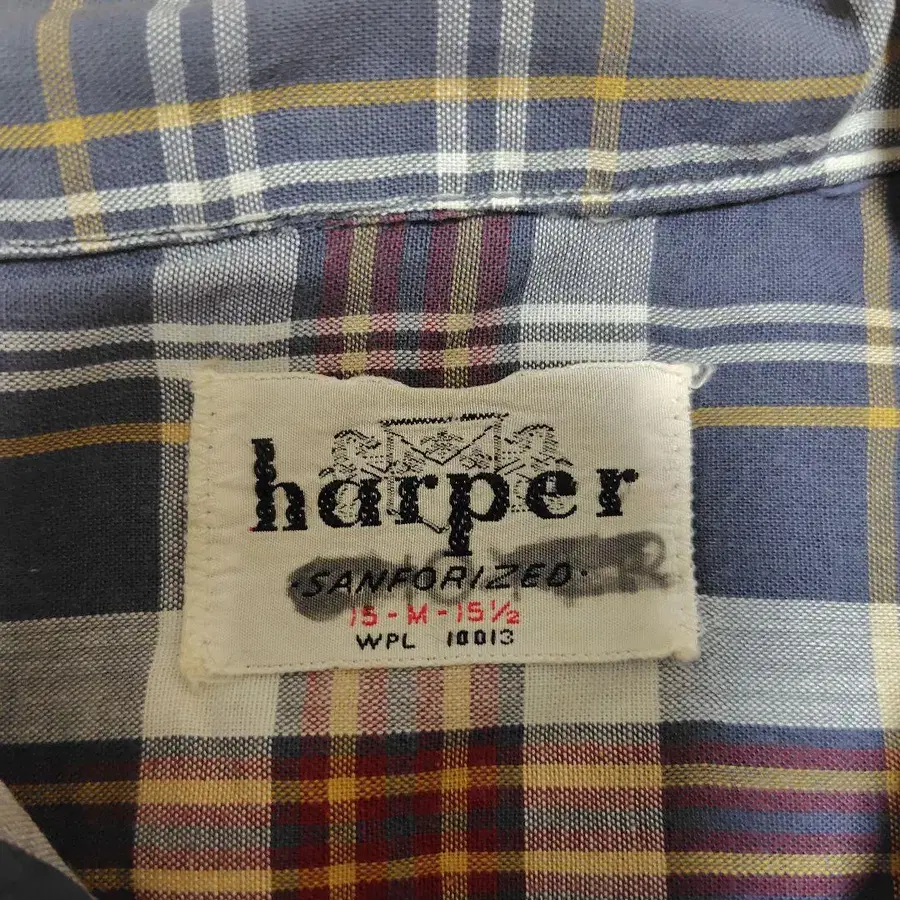 harper
·SANFORIZED·
15-M-15½
WPL 10013